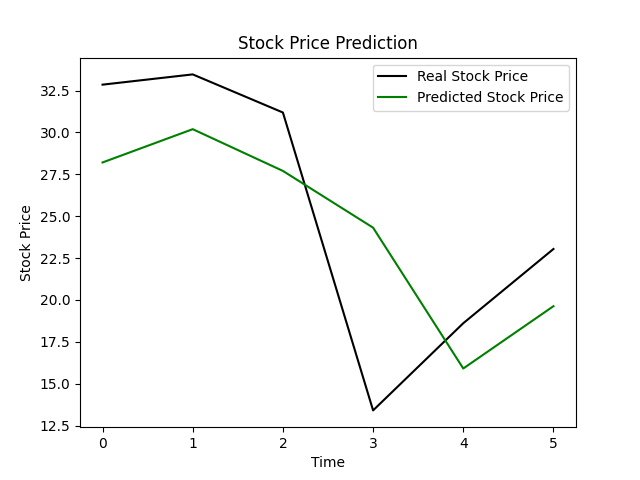 Stock Price Prediction
Real Stock Price
Predicted Stock Price
Stock Price
32.5
30.0
27.5
25.0
22.5
20.0
17.5
15.0
12.5
0 1 2 3 4 5
Time